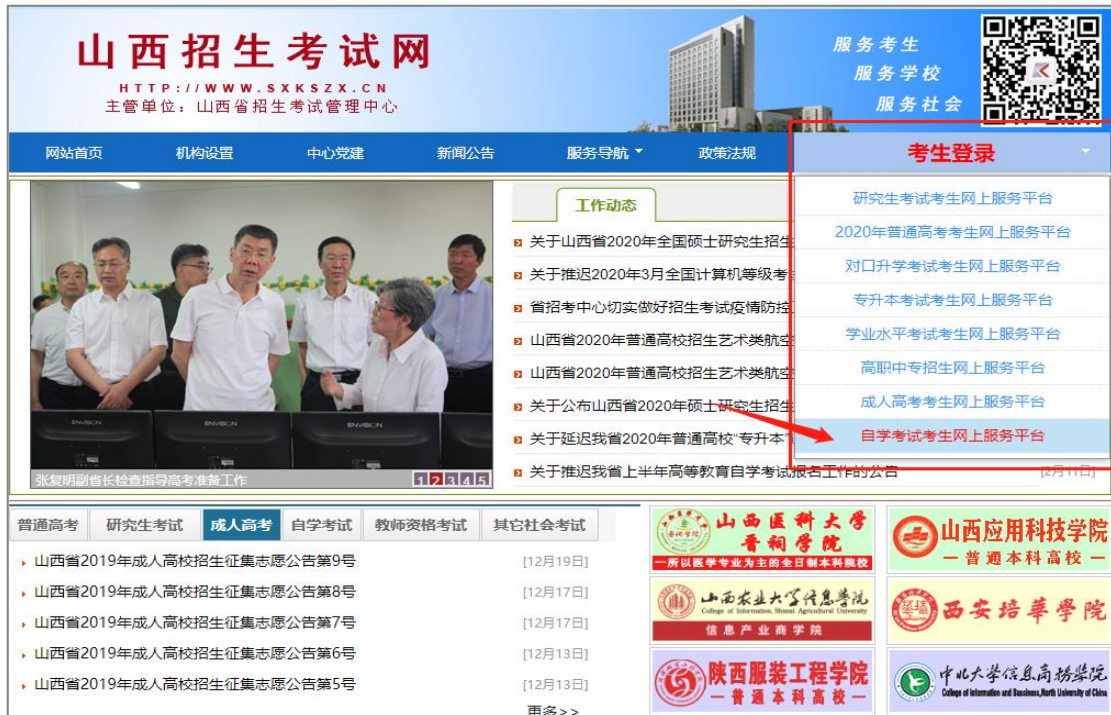 山西招生考试网
HTTP://WWW.SXKSZX.CN
主管单位：山西省招生考试管理中心
服务考生
服务学校
服务社会
网站首页
机构设置
中心党建
新闻公告
服务导航
政策法规
考生登录
研究生考试考生网上服务平台
2020年普通高考考生网上服务平台
对口升学考试考生网上服务平台
专升本考试考生网上服务平台
学业水平考试考生网上服务平台
高职中专招生网上服务平台
成人高考考生网上服务平台
自学考试考生网上服务平台
工作动态
关于山西省2020年全国硕士研究生招生
关于推迟2020年3月全国计算机等级考
省招考中心切实做好招生考试疫情防控
山西省2020年普通高校招生艺术类航空
山西省2020年普通高校招生艺术类航空
关于公布山西省2020年硕士研究生招生
关于延迟我省2020年普通高校“专升本”
关于推迟我省上半年高等教育自学考试报名工作的公告
[2月11日]
ENVISION
ENVISION
张复明副省长检查指导高考准备工作
1 2 3 4 5
普通高考
研究生考试
成人高考
自学考试
教师资格考试
其它社会考试
山西省2019年成人高校招生征集志愿公告第9号 [12月19日]
山西省2019年成人高校招生征集志愿公告第8号 [12月17日]
山西省2019年成人高校招生征集志愿公告第7号 [12月17日]
山西省2019年成人高校招生征集志愿公告第6号 [12月13日]
山西省2019年成人高校招生征集志愿公告第5号 [12月13日]
更多>>
山西医科大学
晋祠学院
一所以医学专业为主的全日制本科院校
山西应用科技学院
普通本科高校
山西农业大学信息学院
College of Information, Shanxi Agricultural University
信息产业商学院
西安培華學院
陕西服装工程学院
普通本科高校
中北大学信息商务学院
College of Information and Business,North University of China